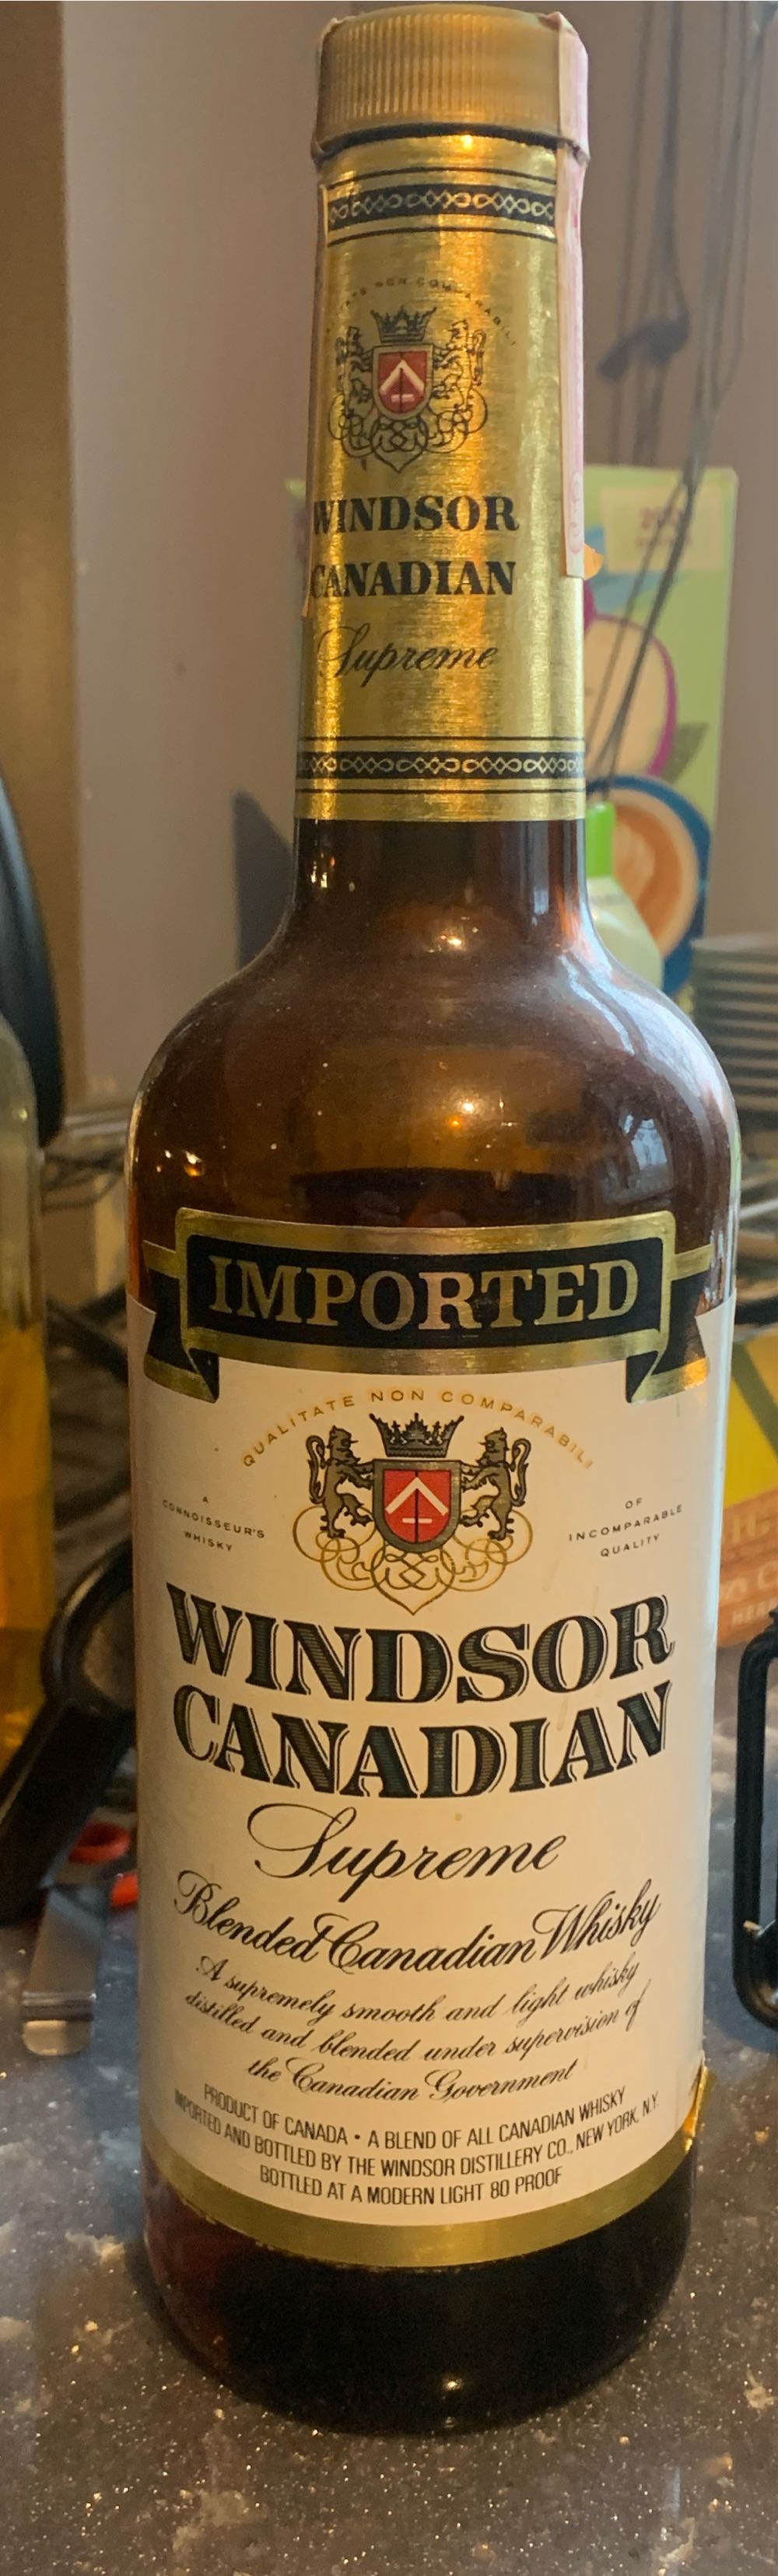 NON COMPARABILI
WINDSOR
CANADIAN
Supreme
IMPORTED
QUALITATE NON COMPARABILI
A
CONNOISSEUR'S
WHISKY
OF
INCOMPARABLE
QUALITY
WINDSOR
CANADIAN
Supreme
Blended Canadian Whisky
A supremely smooth and light whisky
distilled and blended under supervision of
the Canadian Government
PRODUCT OF CANADA • A BLEND OF ALL CANADIAN WHISKY
IMPORTED AND BOTTLED BY THE WINDSOR DISTILLERY CO., NEW YORK, N.Y.
BOTTLED AT A MODERN LIGHT 80 PROOF